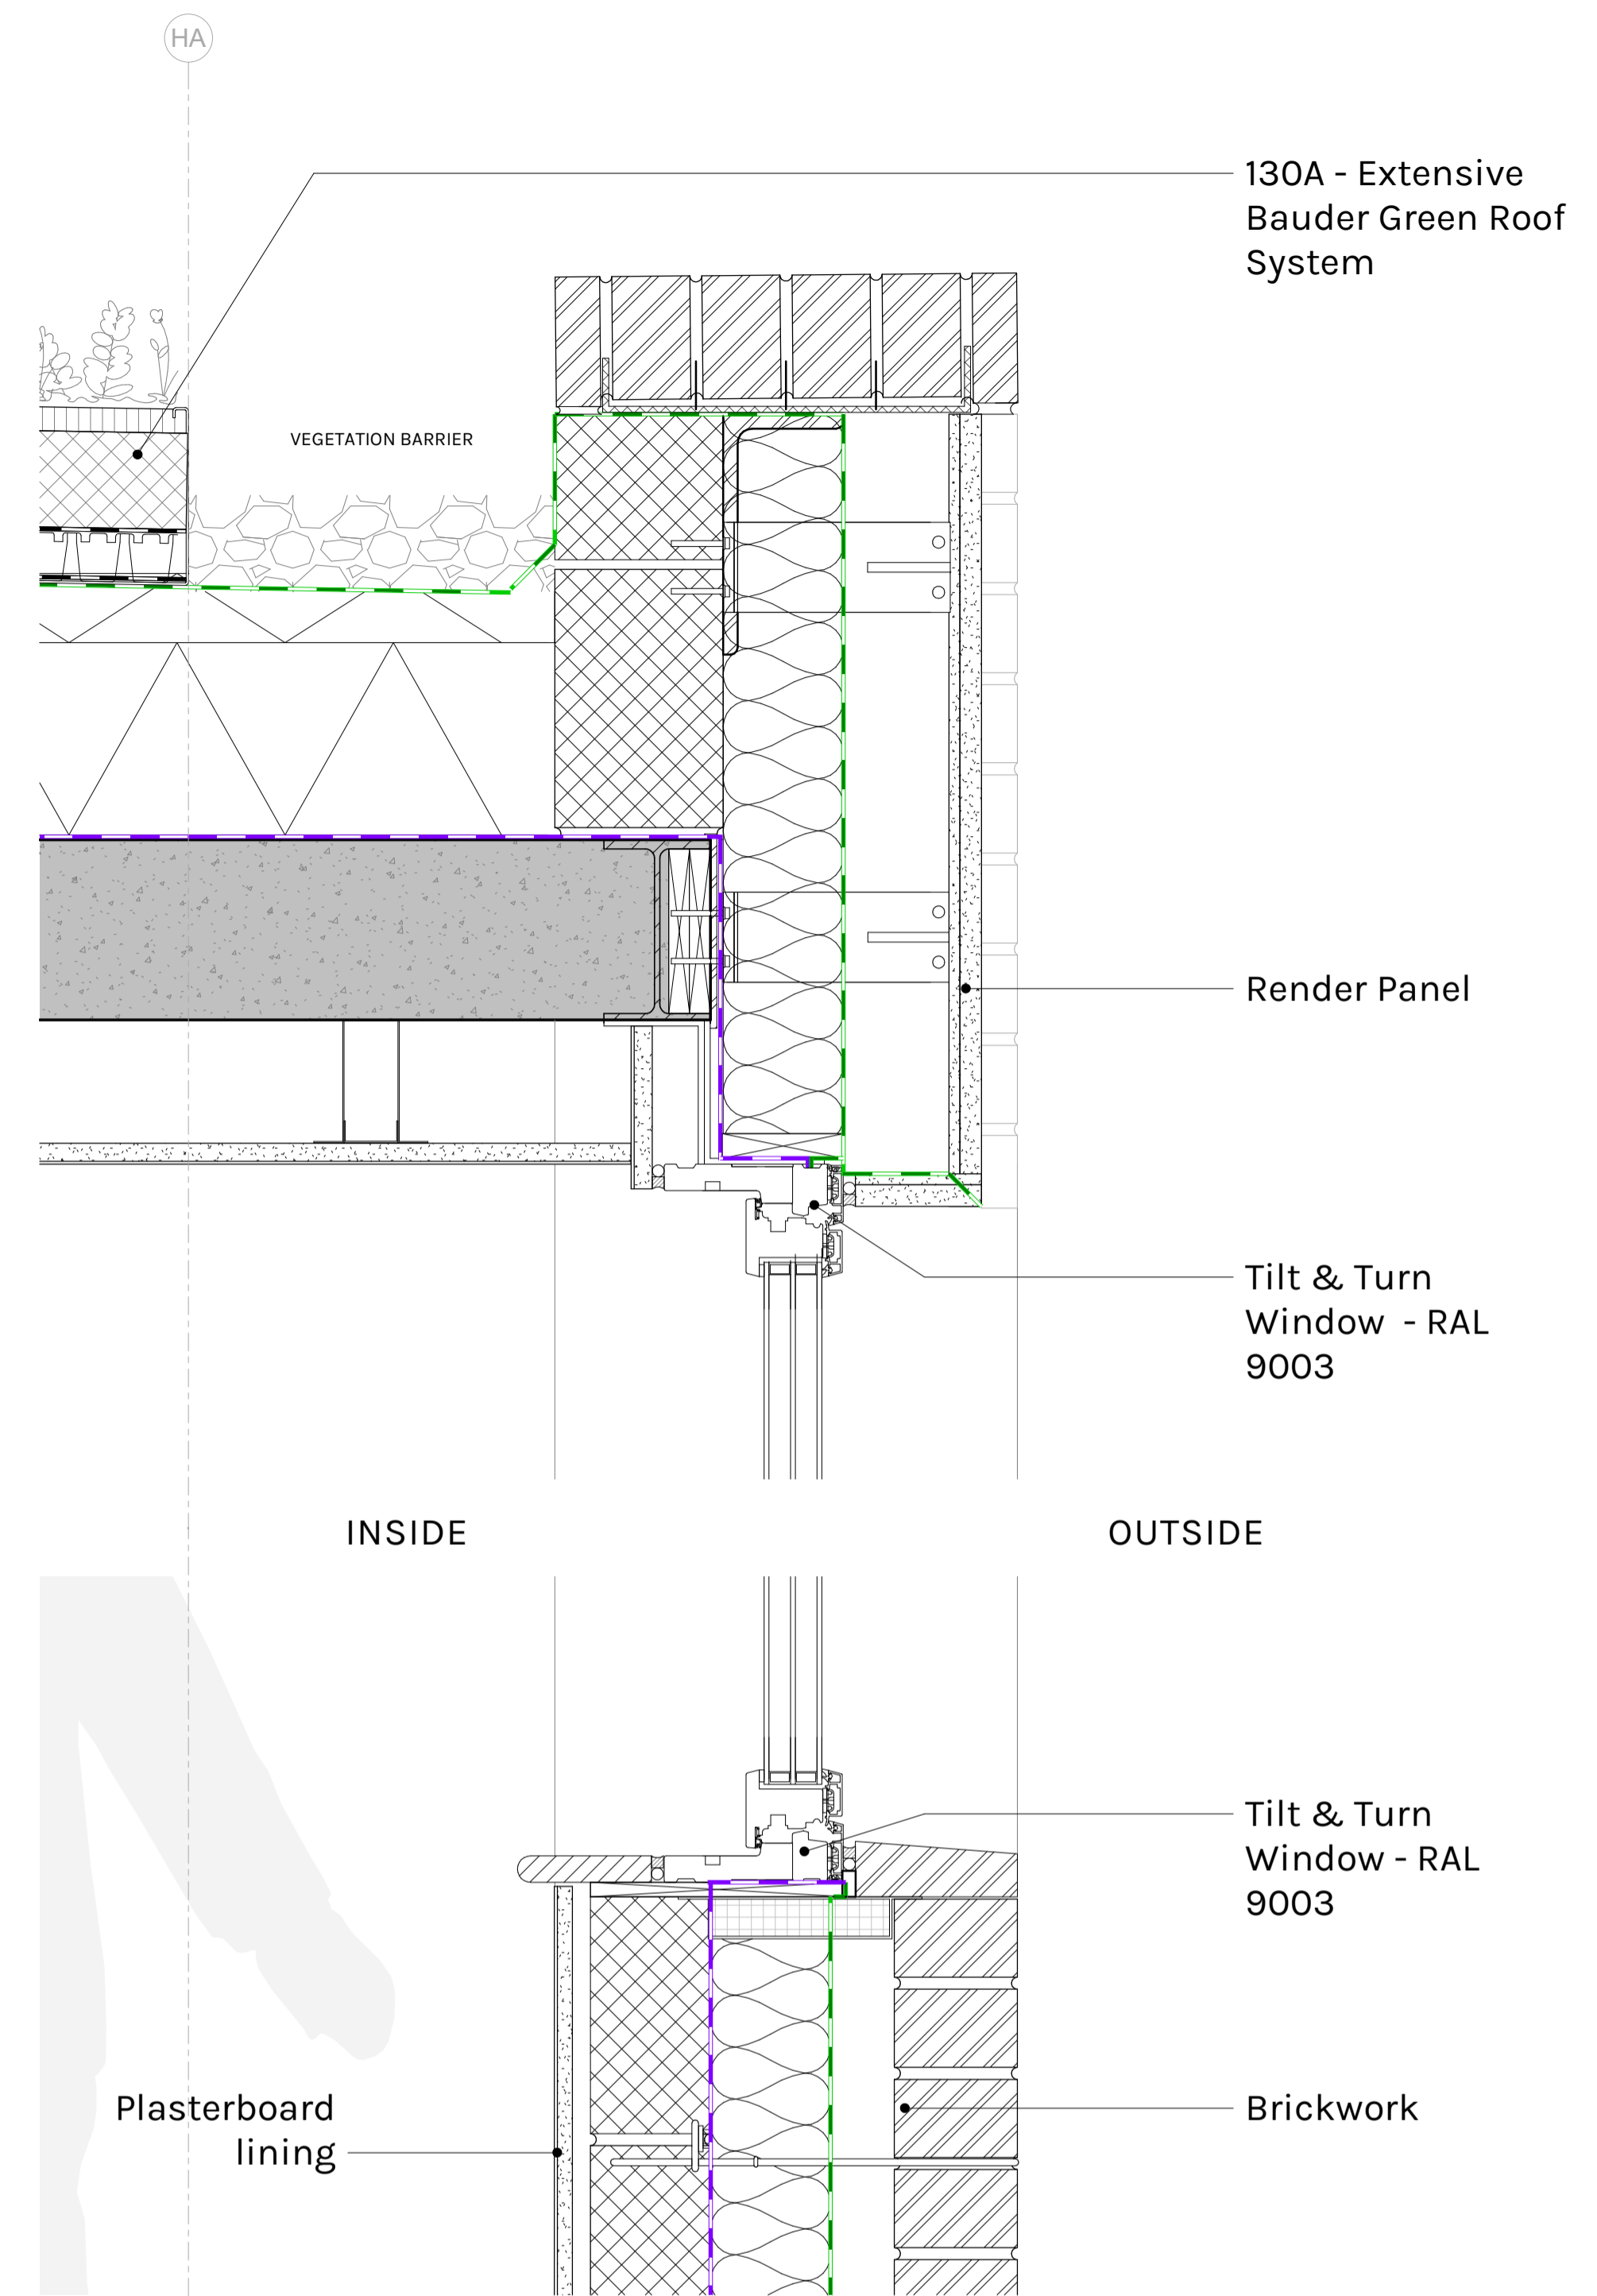 HA
130A - Extensive
Bauder Green Roof
System
VEGETATION BARRIER
Render Panel
Tilt & Turn
Window - RAL
9003
INSIDE
OUTSIDE
Tilt & Turn
Window - RAL
9003
Plasterboard
lining
Brickwork